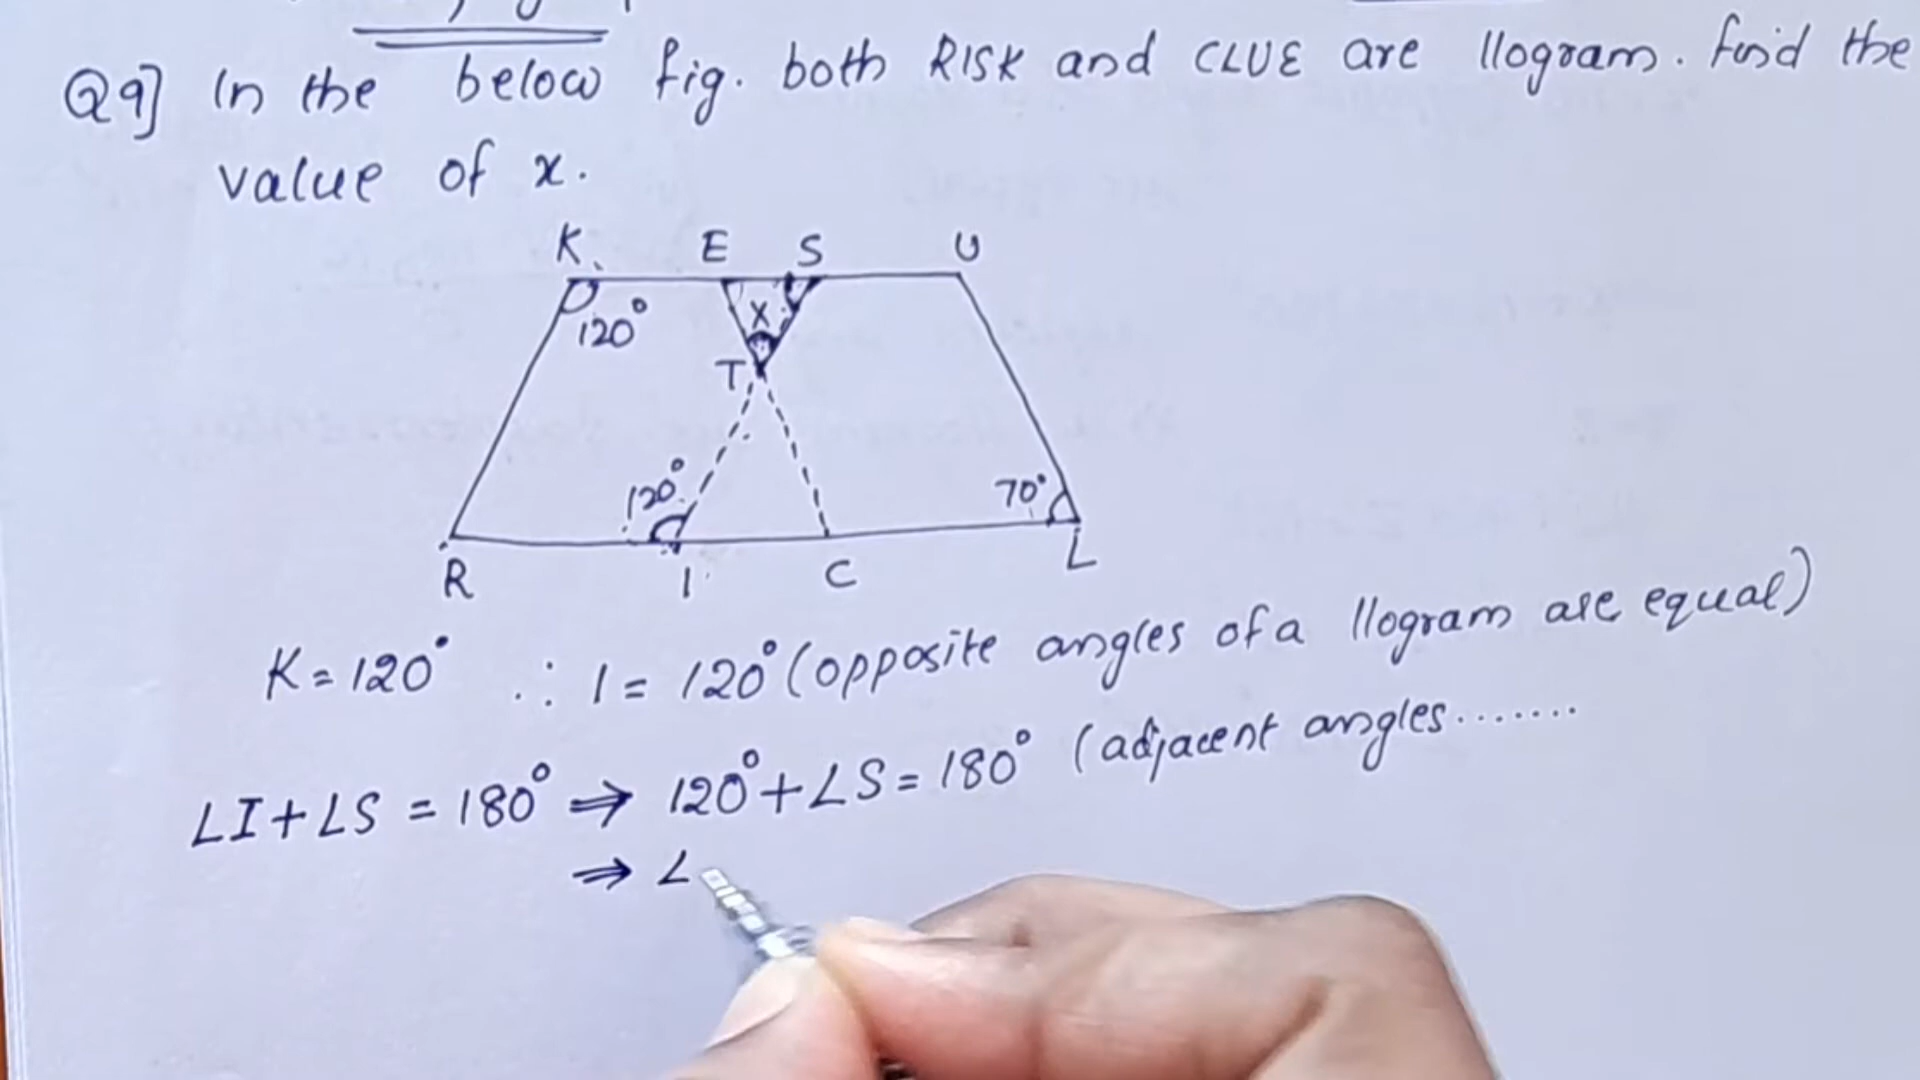 Q9] In the below fig. both RISK and CLUE are llogram. find the
value of x.
K E S U
120° x
T
120° 70°
R I C L
K = 120° ∴ I = 120° (opposite angles of a llogram are equal)
∠I + ∠S = 180° ⇒ 120° + ∠S = 180° (adjacent angles.......
⇒ ∠